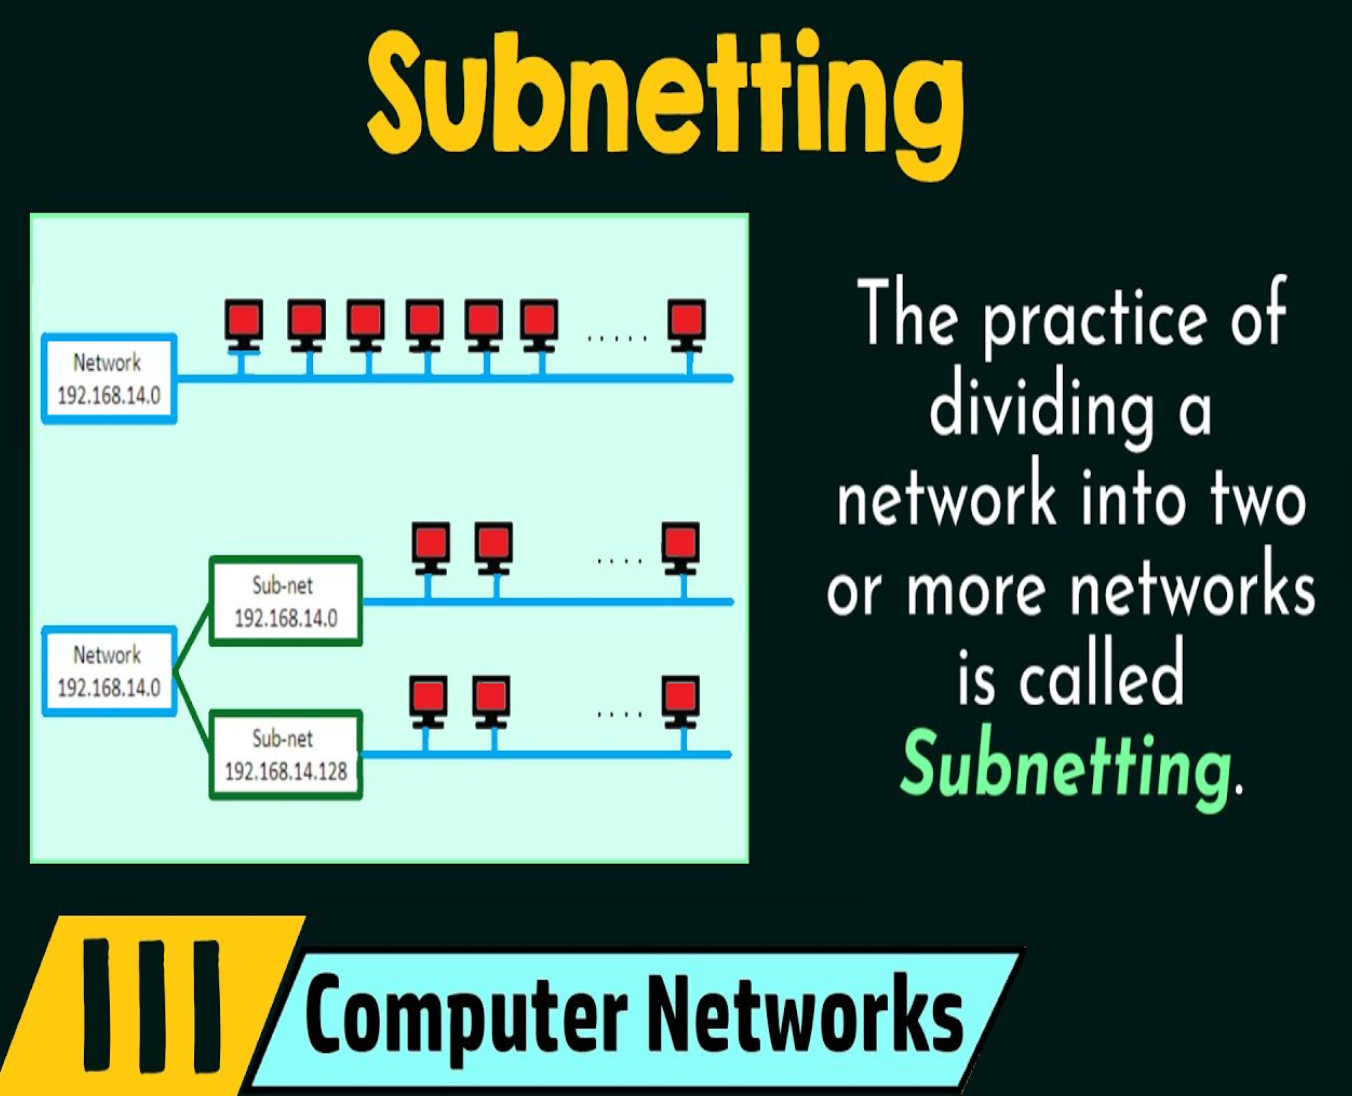 Subnetting
Network
192.168.14.0
Sub-net
192.168.14.0
Network
192.168.14.0
Sub-net
192.168.14.128
The practice of
dividing a
network into two
or more networks
is called
Subnetting.
III
Computer Networks